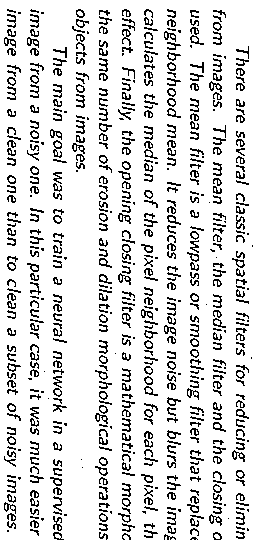 There are several classic spatial filters for reducing or elimin
from images. The mean filter, the median filter and the closing o
used. The mean filter is a lowpass or smoothing filter that replace
neighborhood mean. It reduces the image noise but blurs the imag
calculates the median of the pixel neighborhood for each pixel, th
effect. Finally, the opening closing filter is a mathematical morpho
the same number of erosion and dilation morphological operations
objects from images.
The main goal was to train a neural network in a supervised
image from a noisy one. In this particular case, it was much easier
image from a clean one than to clean a subset of noisy images.